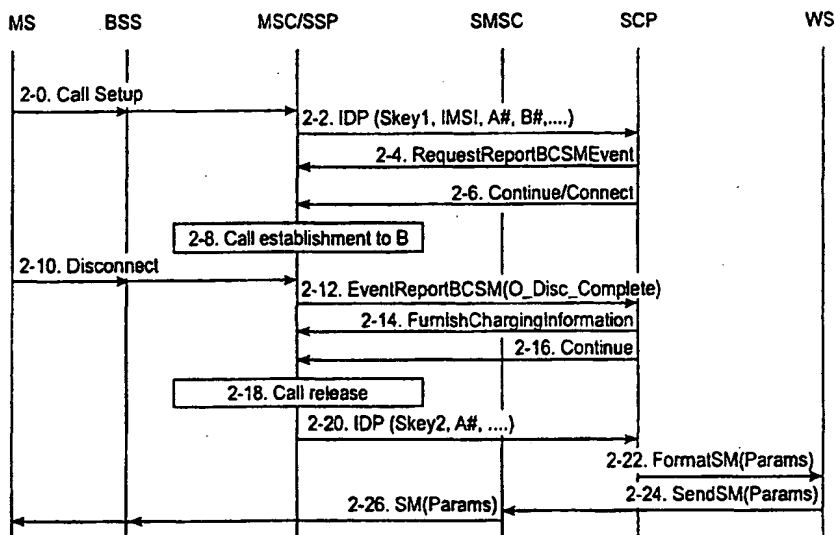 MS BSS MSC/SSP SMSC SCP WS
2-0. Call Setup
2-2. IDP (Skey1, IMSI, A#, B#,....)
2-4. RequestReportBCSMEvent
2-6. Continue/Connect
2-8. Call establishment to B
2-10. Disconnect
2-12. EventReportBCSM(O_Disc_Complete)
2-14. FurnishChargingInformation
2-16. Continue
2-18. Call release
2-20. IDP (Skey2, A#, ....)
2-22. FormatSM(Params)
2-24. SendSM(Params)
2-26. SM(Params)